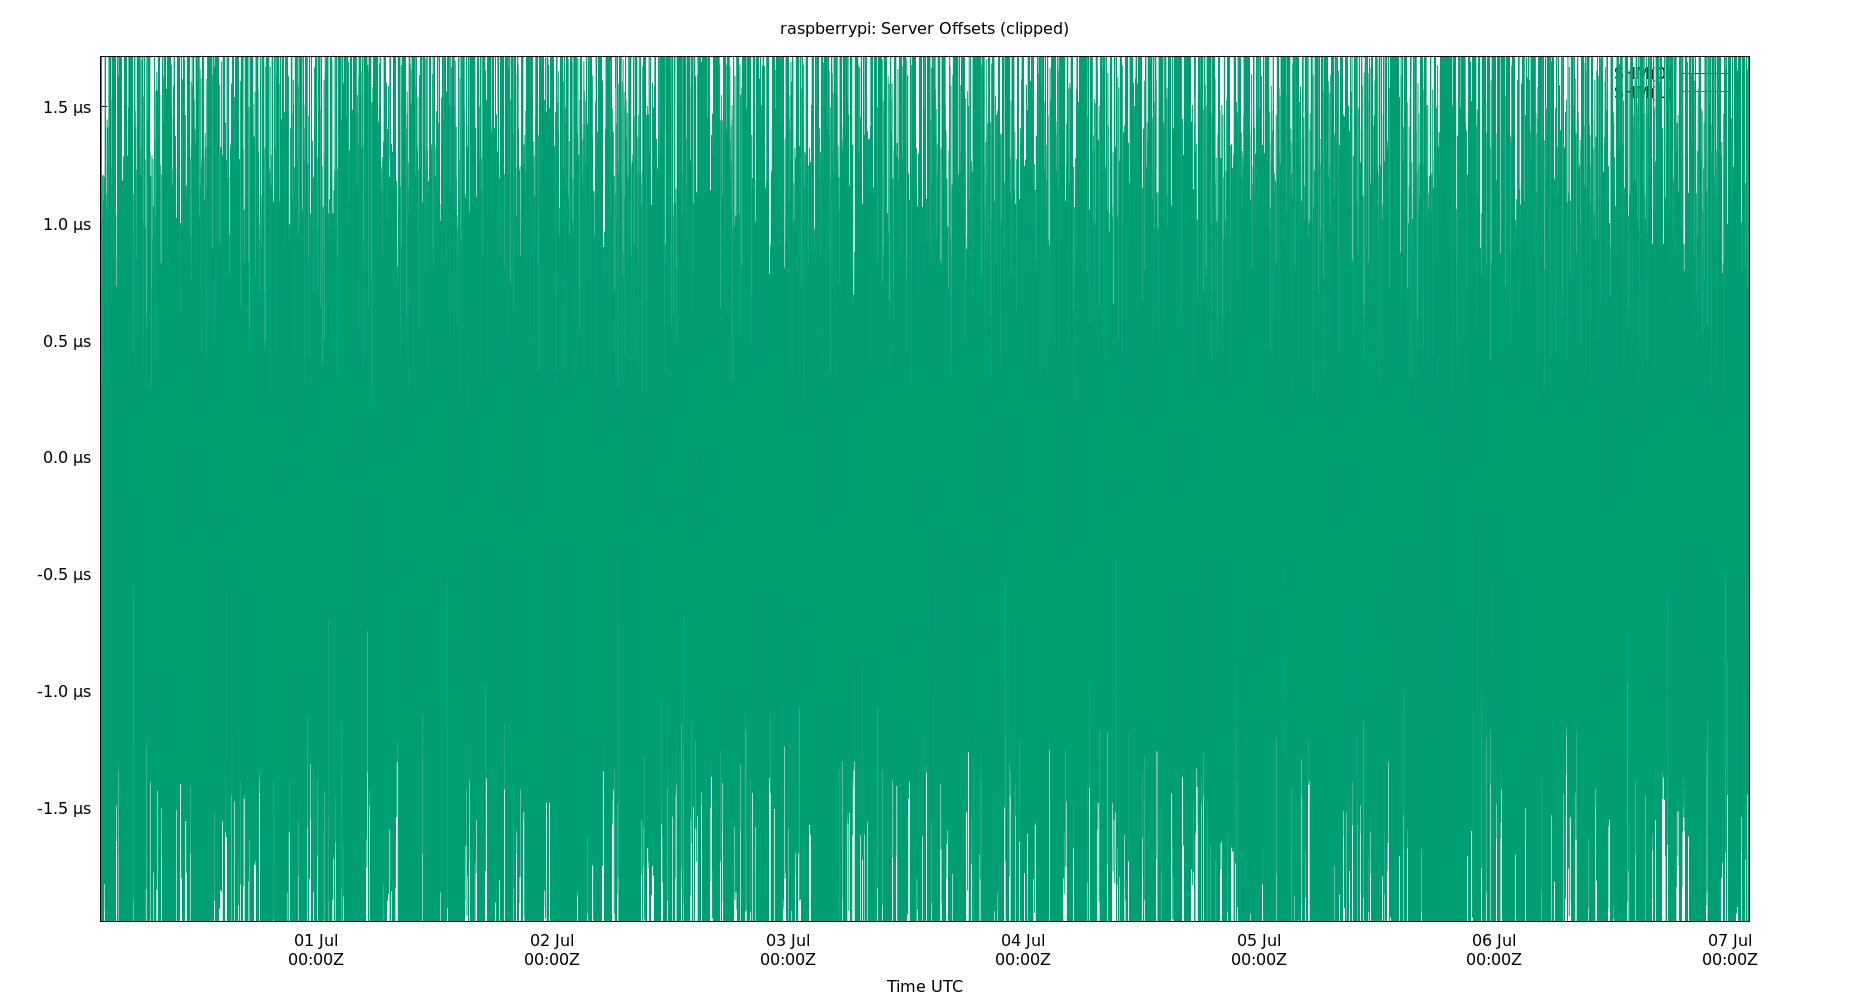 raspberrypi: Server Offsets (clipped)
1.5 µs
1.0 µs
0.5 µs
0.0 µs
-0.5 µs
-1.0 µs
-1.5 µs
01 Jul
00:00Z
02 Jul
00:00Z
03 Jul
00:00Z
04 Jul
00:00Z
05 Jul
00:00Z
06 Jul
00:00Z
07 Jul
00:00Z
Time UTC